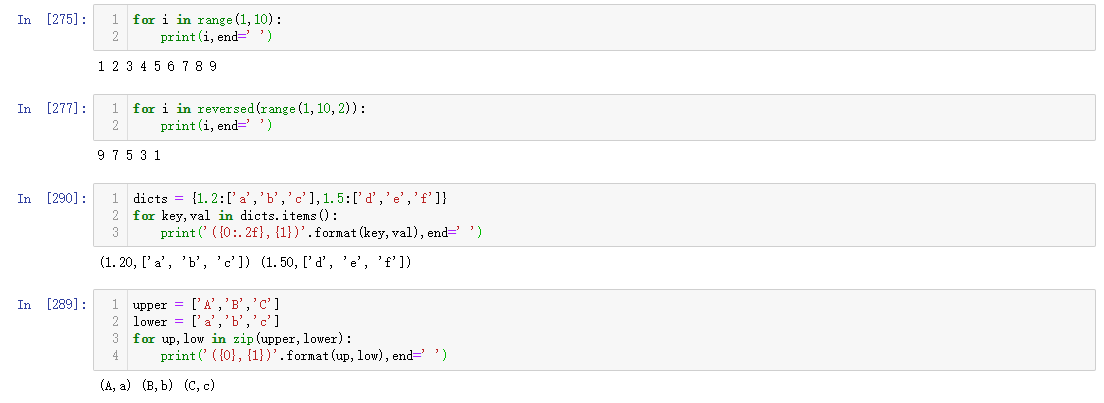 In [275]: 1 for i in range(1,10):
2     print(i,end=' ')
1 2 3 4 5 6 7 8 9
In [277]: 1 for i in reversed(range(1,10,2)):
2     print(i,end=' ')
9 7 5 3 1
In [290]: 1 dicts = {1.2:['a','b','c'],1.5:['d','e','f']}
2 for key,val in dicts.items():
3     print('({0:.2f},{1})'.format(key,val),end=' ')
(1.20,['a', 'b', 'c']) (1.50,['d', 'e', 'f'])
In [289]: 1 upper = ['A','B','C']
2 lower = ['a','b','c']
3 for up,low in zip(upper,lower):
4     print('({0},{1})'.format(up,low),end=' ')
(A,a) (B,b) (C,c)